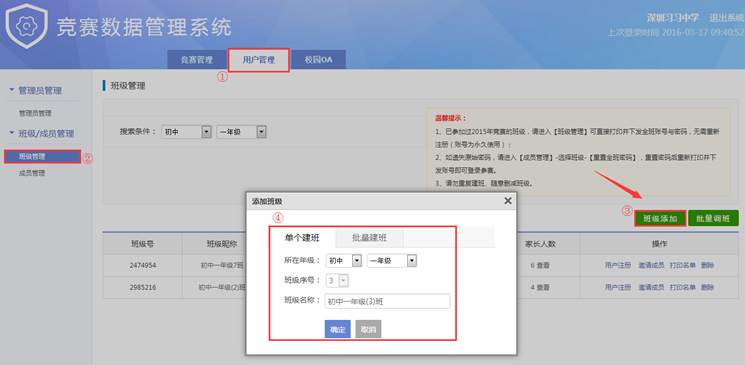 竞赛数据管理系统
深圳习习中学 退出系统
上次登录时间 2016-03-17 09:40:52
竞赛管理 用户管理 校园OA
①
管理员管理
管理员管理
班级/成员管理
班级管理 ②
成员管理
班级管理
搜索条件： 初中 一年级
温馨提示：
1、已参加过2015年竞赛的班级，请进入【班级管理】可直接打印并下发全班账号与密码，无需重新
注册（账号为永久使用）；
2、如遗失原始密码，请进入【成员管理】-选择班级-【重置全班密码】，重置密码后重新打印并下
发账号即可登录参赛。
3、请勿重复建班、随意删减班级。
③ 班级添加 批量调班
班级号 班级昵称 家长人数 操作
2474954 初中一年级7班 6 查看 用户注册 邀请成员 打印名单 删除
2985216 初中一年级(2)班 4 查看 用户注册 邀请成员 打印名单 删除
添加班级
④
单个建班 批量建班
所在年级： 初中 一年级
班级序号： 3
班级名称： 初中一年级(3)班
确定 取消